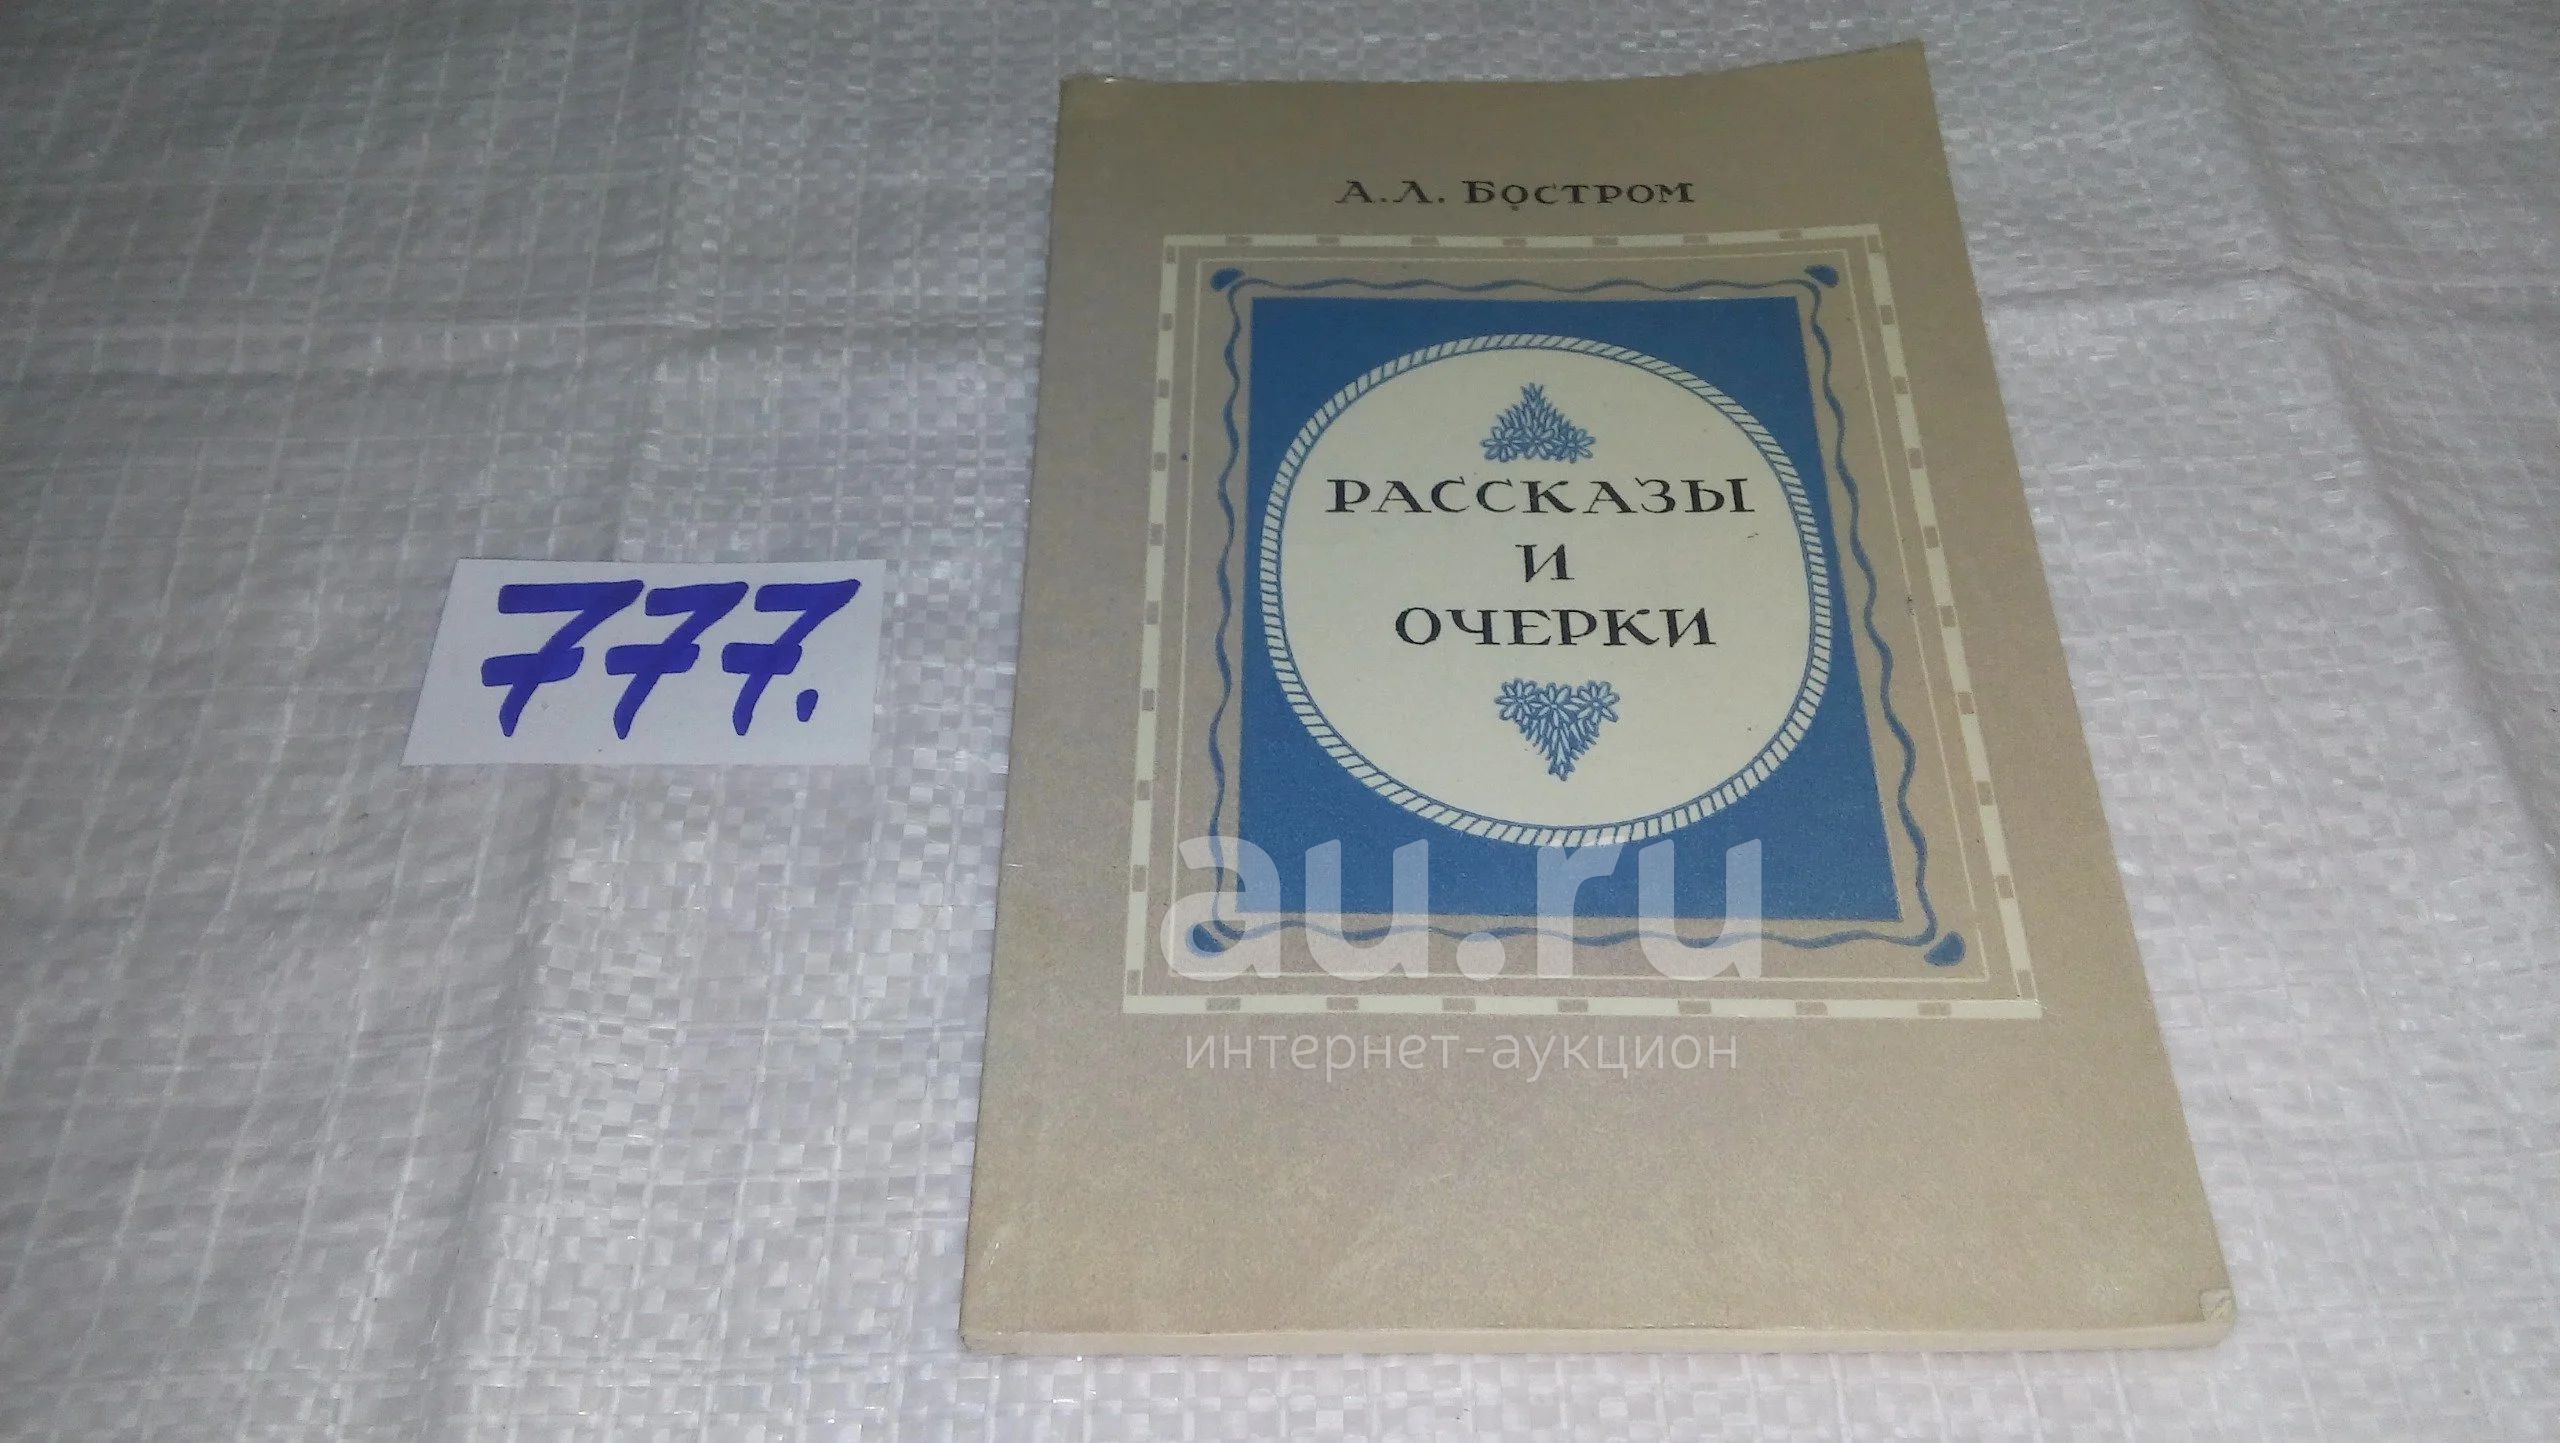 А.Л. БОСТРОМ
РАССКАЗЫ
И
ОЧЕРКИ
777.
au.ru
интернет-аукцион